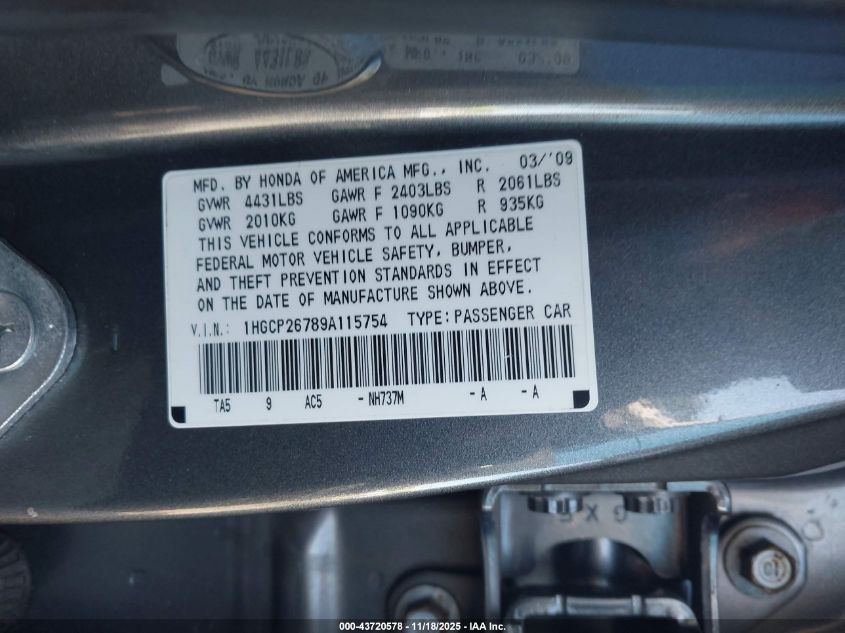 MFD. BY HONDA OF AMERICA MFG., INC. 03/'09
GVWR 4431LBS GAWR F 2403LBS R 2061LBS
GVWR 2010KG GAWR F 1090KG R 935KG
THIS VEHICLE CONFORMS TO ALL APPLICABLE
FEDERAL MOTOR VEHICLE SAFETY, BUMPER,
AND THEFT PREVENTION STANDARDS IN EFFECT
ON THE DATE OF MANUFACTURE SHOWN ABOVE.
V.I.N.: 1HGCP26789A115754 TYPE: PASSENGER CAR
TA5 9 AC5 -NH737M -A -A
000-43720578 - 11/18/2025 - IAA Inc.